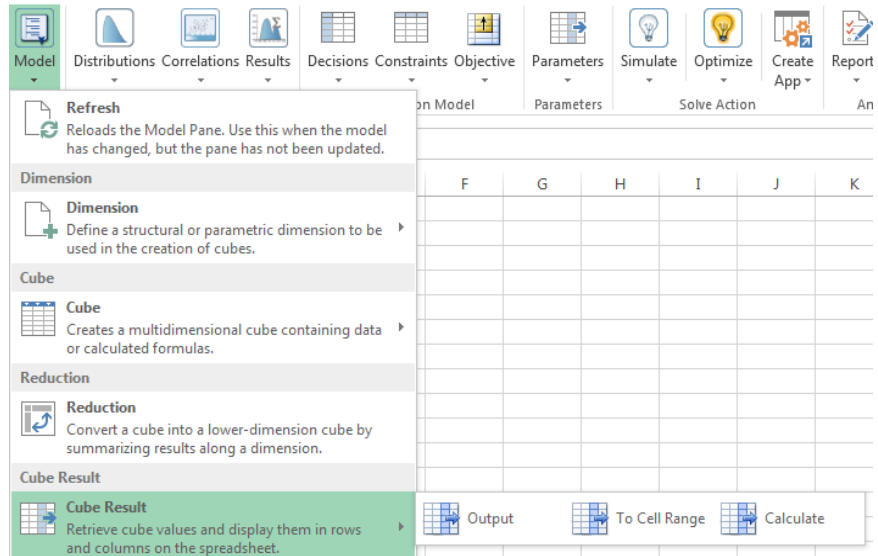 Model Distributions Correlations Results Decisions Constraints Objective Parameters Simulate Optimize Create App Report
on Model Parameters Solve Action An
Refresh
Reloads the Model Pane. Use this when the model
has changed, but the pane has not been updated.
Dimension
F G H I J K
Dimension
Define a structural or parametric dimension to be
used in the creation of cubes.
Cube
Cube
Creates a multidimensional cube containing data
or calculated formulas.
Reduction
Reduction
Convert a cube into a lower-dimension cube by
summarizing results along a dimension.
Cube Result
Cube Result
Retrieve cube values and display them in rows
and columns on the spreadsheet.
Output To Cell Range Calculate